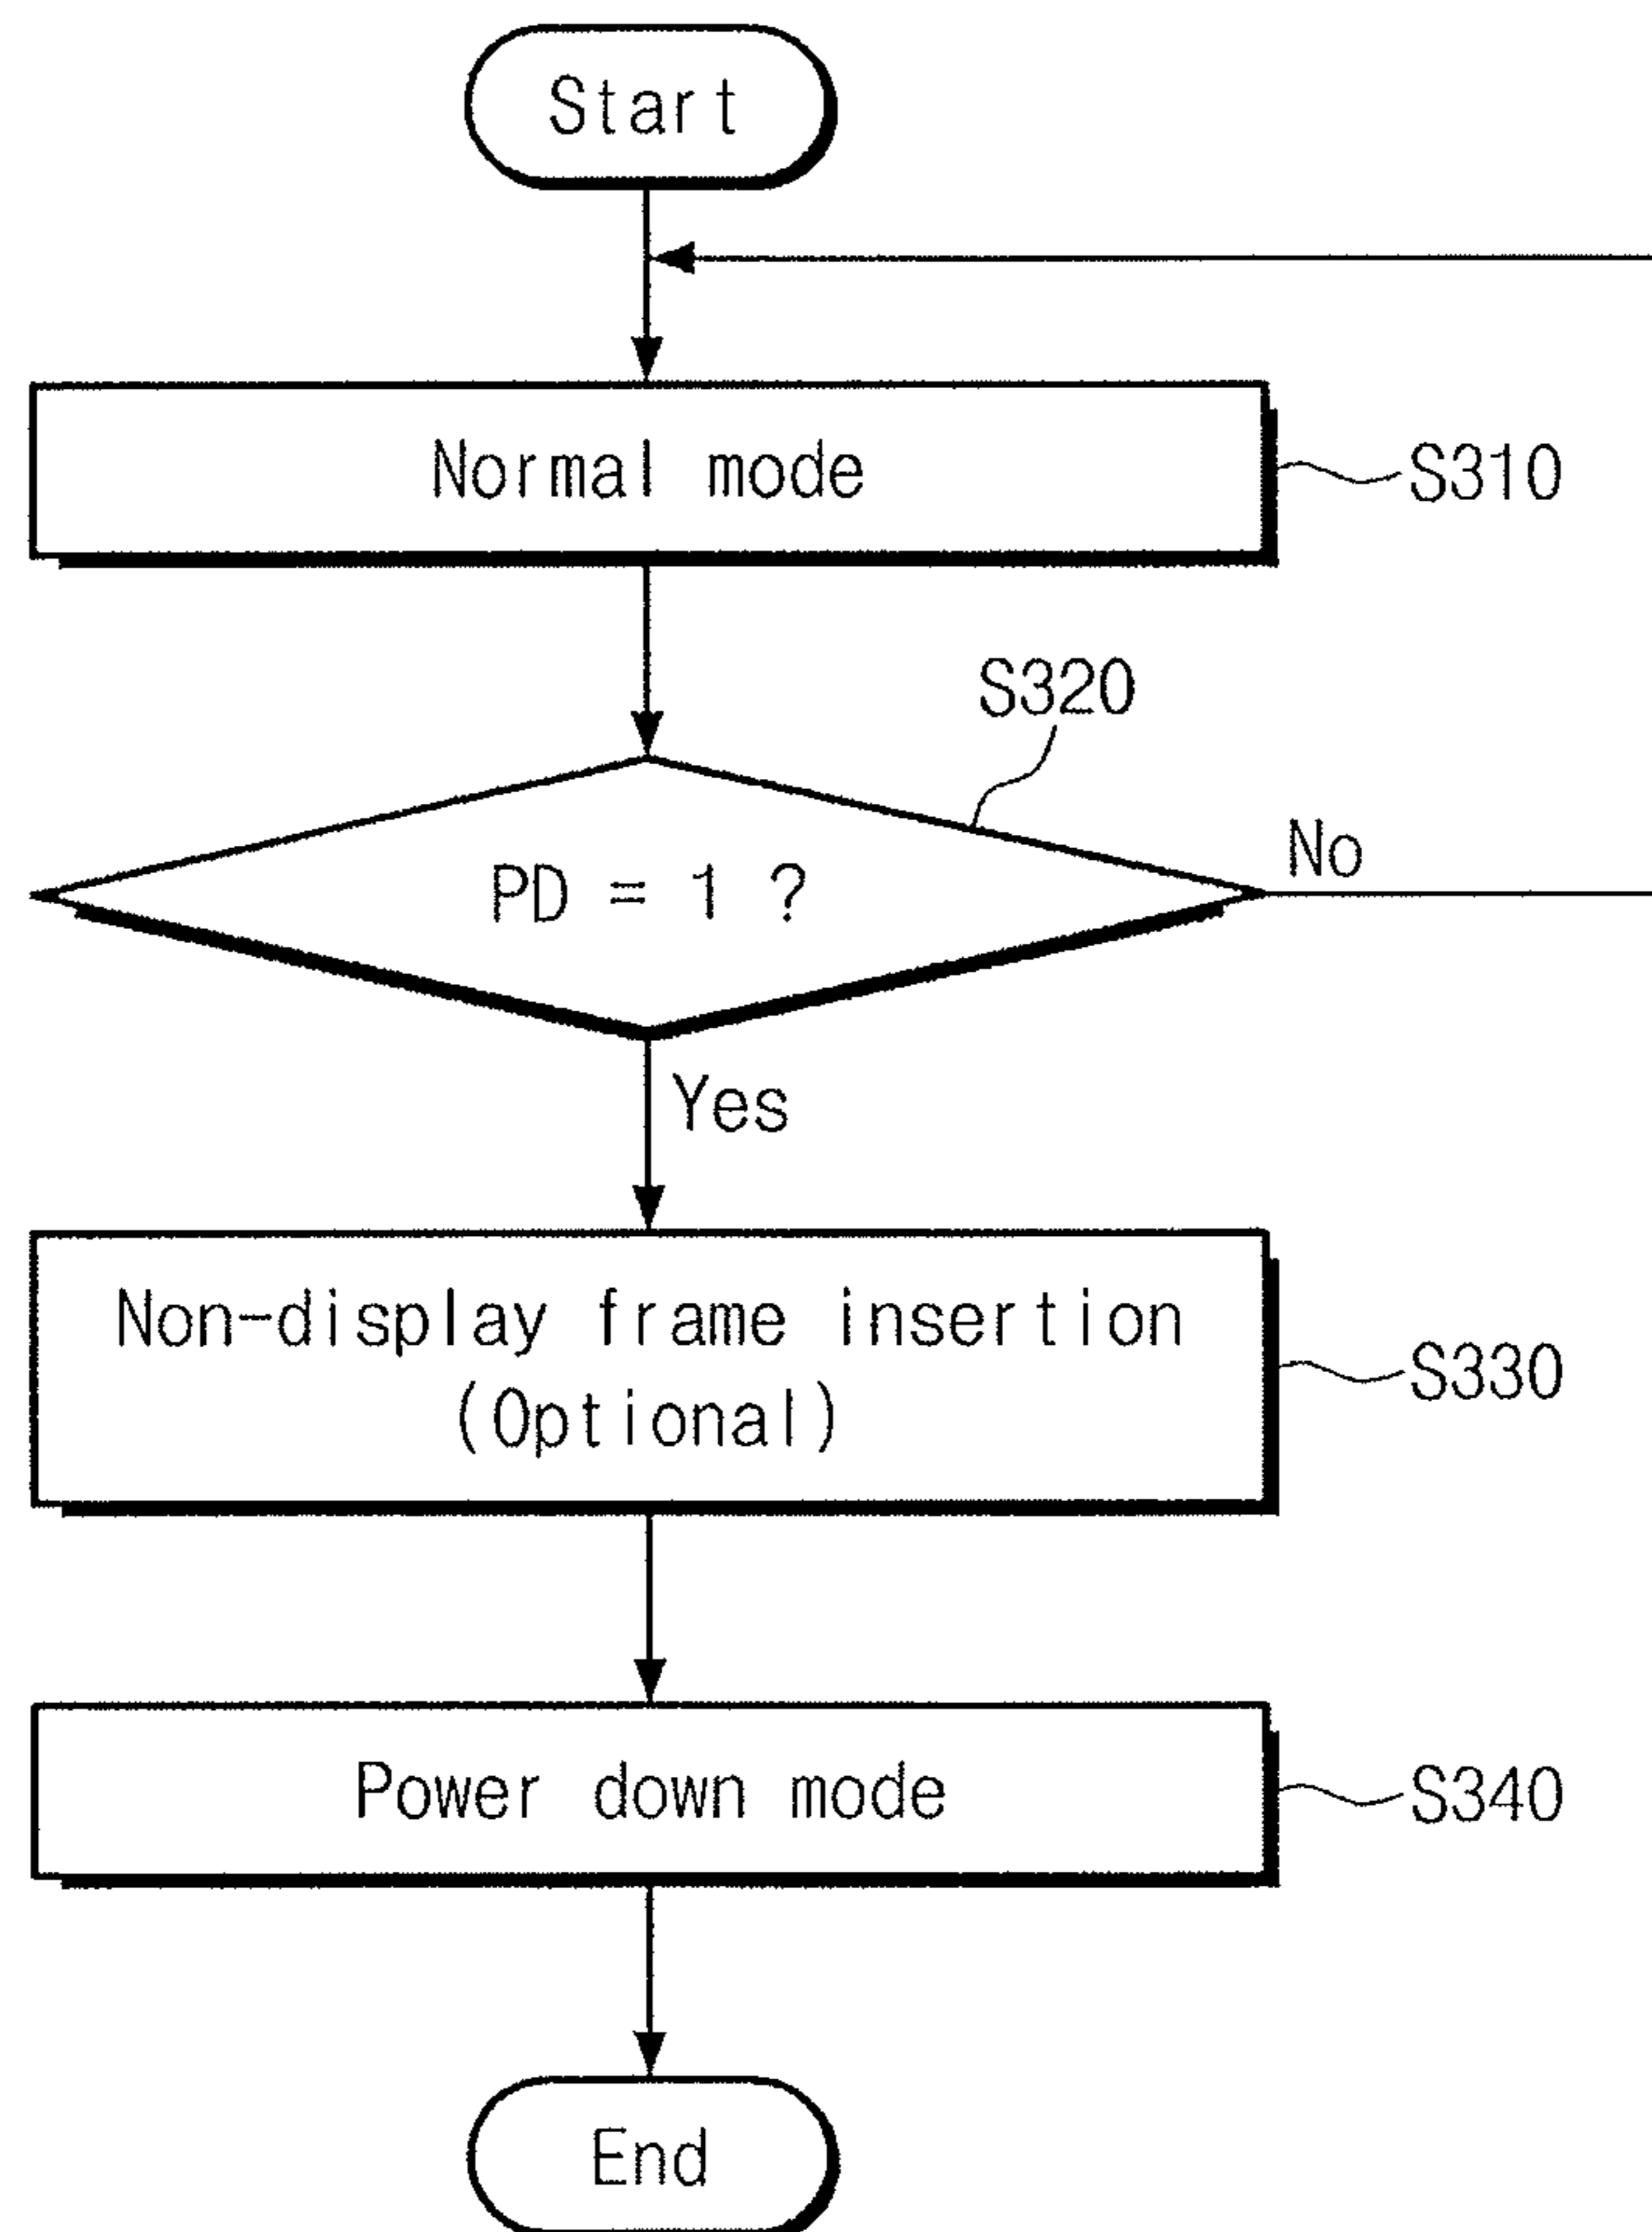 Start
Normal mode
S310
S320
PD = 1 ?
No
Yes
Non-display frame insertion
(Optional)
S330
Power down mode
S340
End